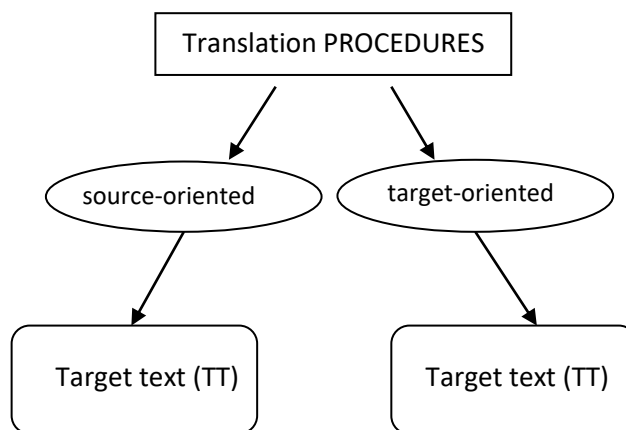 Translation PROCEDURES
source-oriented
target-oriented
Target text (TT)
Target text (TT)